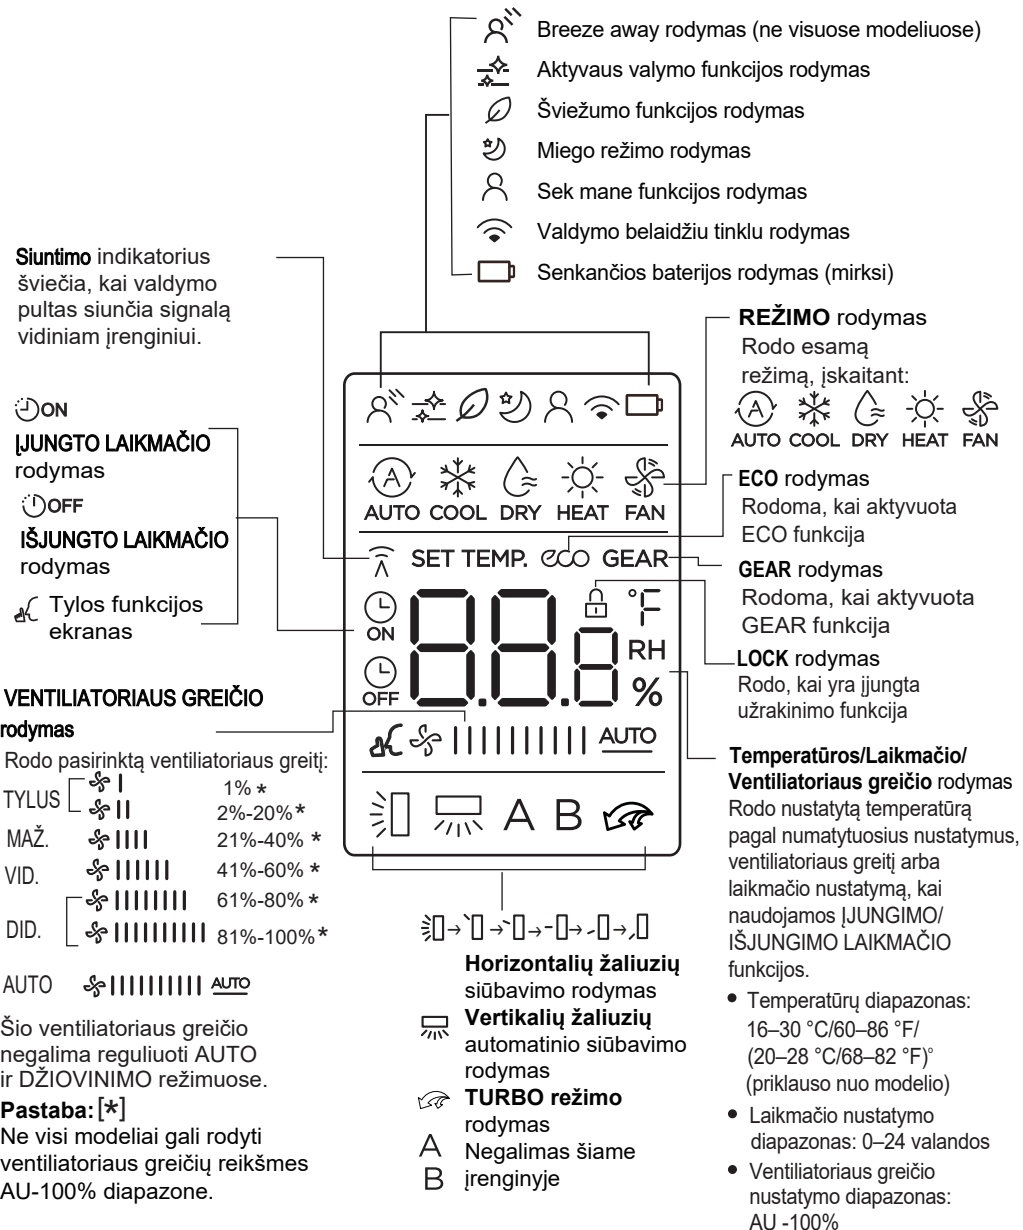 Breeze away rodymas (ne visuose modeliuose)
Aktyvaus valymo funkcijos rodymas
Šviežumo funkcijos rodymas
Miego režimo rodymas
Sek mane funkcijos rodymas
Valdymo belaidžiu tinklu rodymas
Senkančios baterijos rodymas (mirksi)
Siuntimo indikatorius
šviečia, kai valdymo
pultas siunčia signalą
vidiniam įrenginiui.
ON
ĮJUNGTO LAIKMAČIO
rodymas
OFF
IŠJUNGTO LAIKMAČIO
rodymas
Tylos funkcijos
ekranas
VENTILIATORIAUS GREIČIO
rodymas
Rodo pasirinktą ventiliatoriaus greitį:
TYLUS
1% *
2%-20% *
MAŽ. 21%-40% *
VID. 41%-60% *
61%-80% *
DID.
81%-100% *
AUTO AUTO
Šio ventiliatoriaus greičio
negalima reguliuoti AUTO
ir DŽIOVINIMO režimuose.
Pastaba: [*]
Ne visi modeliai gali rodyti
ventiliatoriaus greičių reikšmes
AU-100% diapazone.
A
AUTO COOL DRY HEAT FAN
SET TEMP. eco GEAR
ON
OFF
88.8
°F
RH
%
AUTO
A B
Horizontalių žaliuzių
siūbavimo rodymas
Vertikalių žaliuzių
automatinio siūbavimo
rodymas
TURBO režimo
rodymas
A Negalimas šiame
B įrenginyje
REŽIMO rodymas
Rodo esamą
režimą, įskaitant:
A
AUTO COOL DRY HEAT FAN
ECO rodymas
Rodoma, kai aktyvuota
ECO funkcija
GEAR rodymas
Rodoma, kai aktyvuota
GEAR funkcija
LOCK rodymas
Rodo, kai yra įjungta
užrakinimo funkcija
Temperatūros/Laikmačio/
Ventiliatoriaus greičio rodymas
Rodo nustatytą temperatūrą
pagal numatytuosius nustatymus,
ventiliatoriaus greitį arba
laikmačio nustatymą, kai
naudojamos ĮJUNGIMO/
IŠJUNGIMO LAIKMAČIO
funkcijos.
• Temperatūrų diapazonas:
16–30 °C/60–86 °F/
(20–28 °C/68–82 °F)°
(priklauso nuo modelio)
• Laikmačio nustatymo
diapazonas: 0–24 valandos
• Ventiliatoriaus greičio
nustatymo diapazonas:
AU -100%